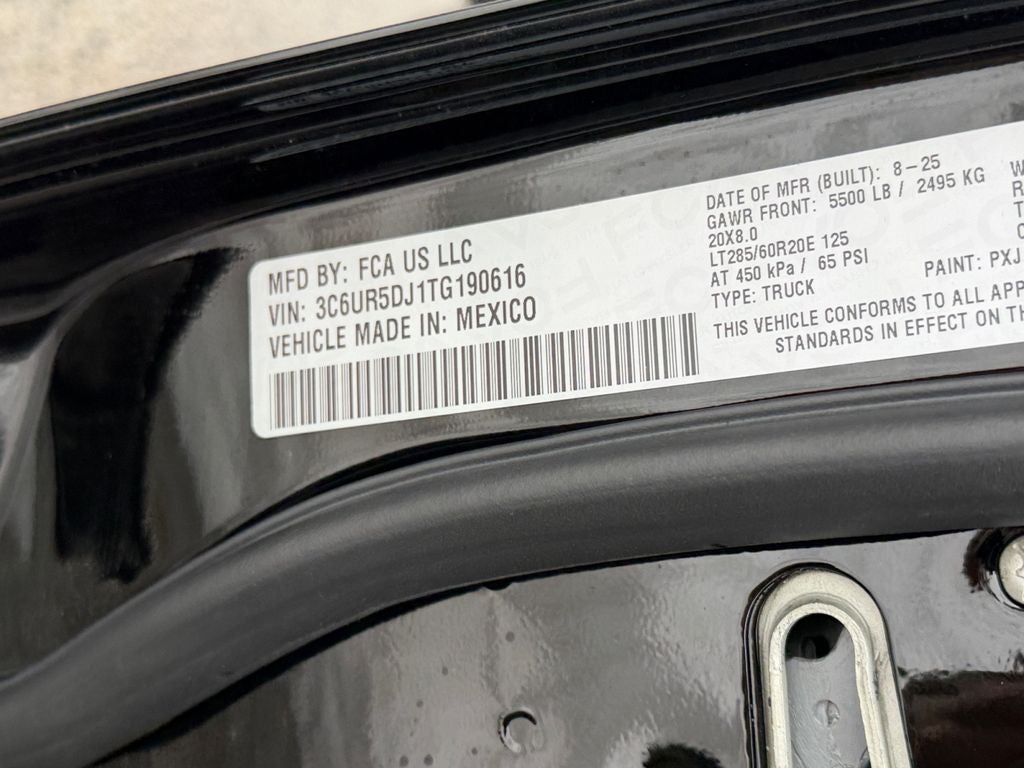 MFD BY: FCA US LLC
VIN: 3C6UR5DJ1TG190616
VEHICLE MADE IN: MEXICO
DATE OF MFR (BUILT): 8-25
GAWR FRONT: 5500 LB / 2495 KG
20X8.0
LT285/60R20E 125
AT 450 kPa / 65 PSI
TYPE: TRUCK
PAINT: PXJ
THIS VEHICLE CONFORMS TO ALL APP
STANDARDS IN EFFECT ON TH